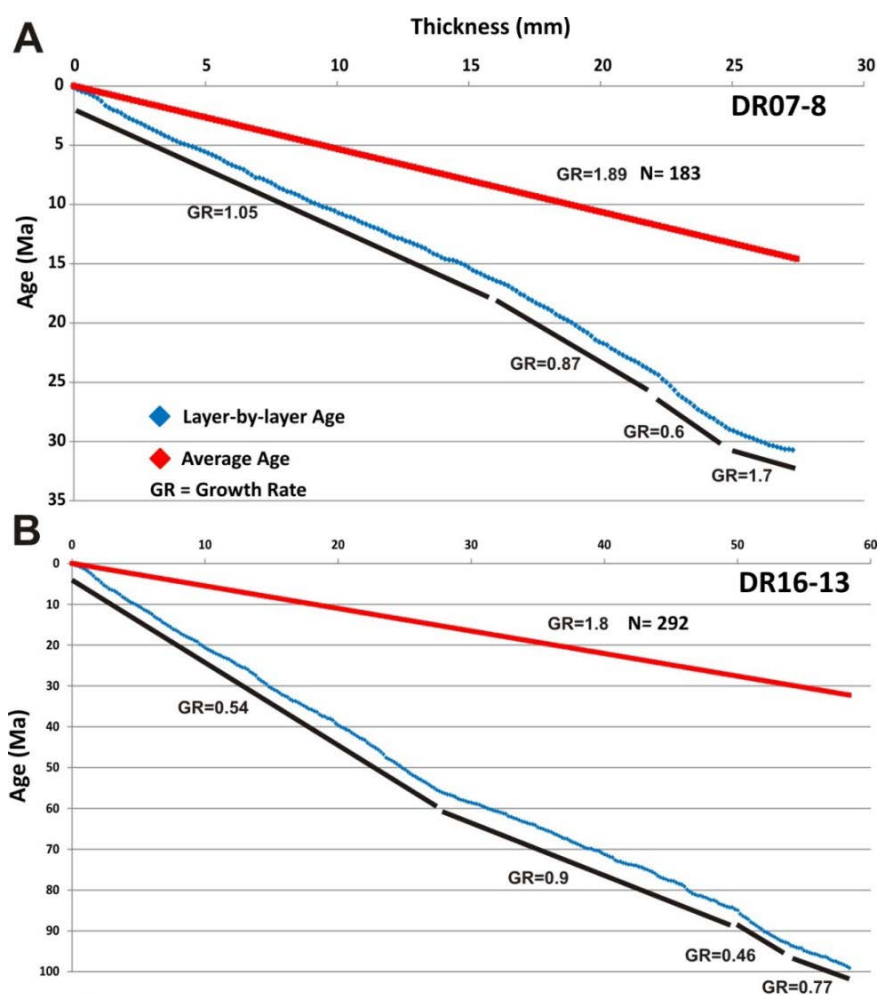 A
Thickness (mm)
0 5 10 15 20 25 30
DR07-8
0
5
10
15
20
25
30
35
Age (Ma)
GR=1.89 N= 183
GR=1.05
GR=0.87
GR=0.6
GR=1.7
Layer-by-layer Age
Average Age
GR = Growth Rate
B
0 10 20 30 40 50 60
DR16-13
0
10
20
30
40
50
60
70
80
90
100
Age (Ma)
GR=1.8 N= 292
GR=0.54
GR=0.9
GR=0.46
GR=0.77